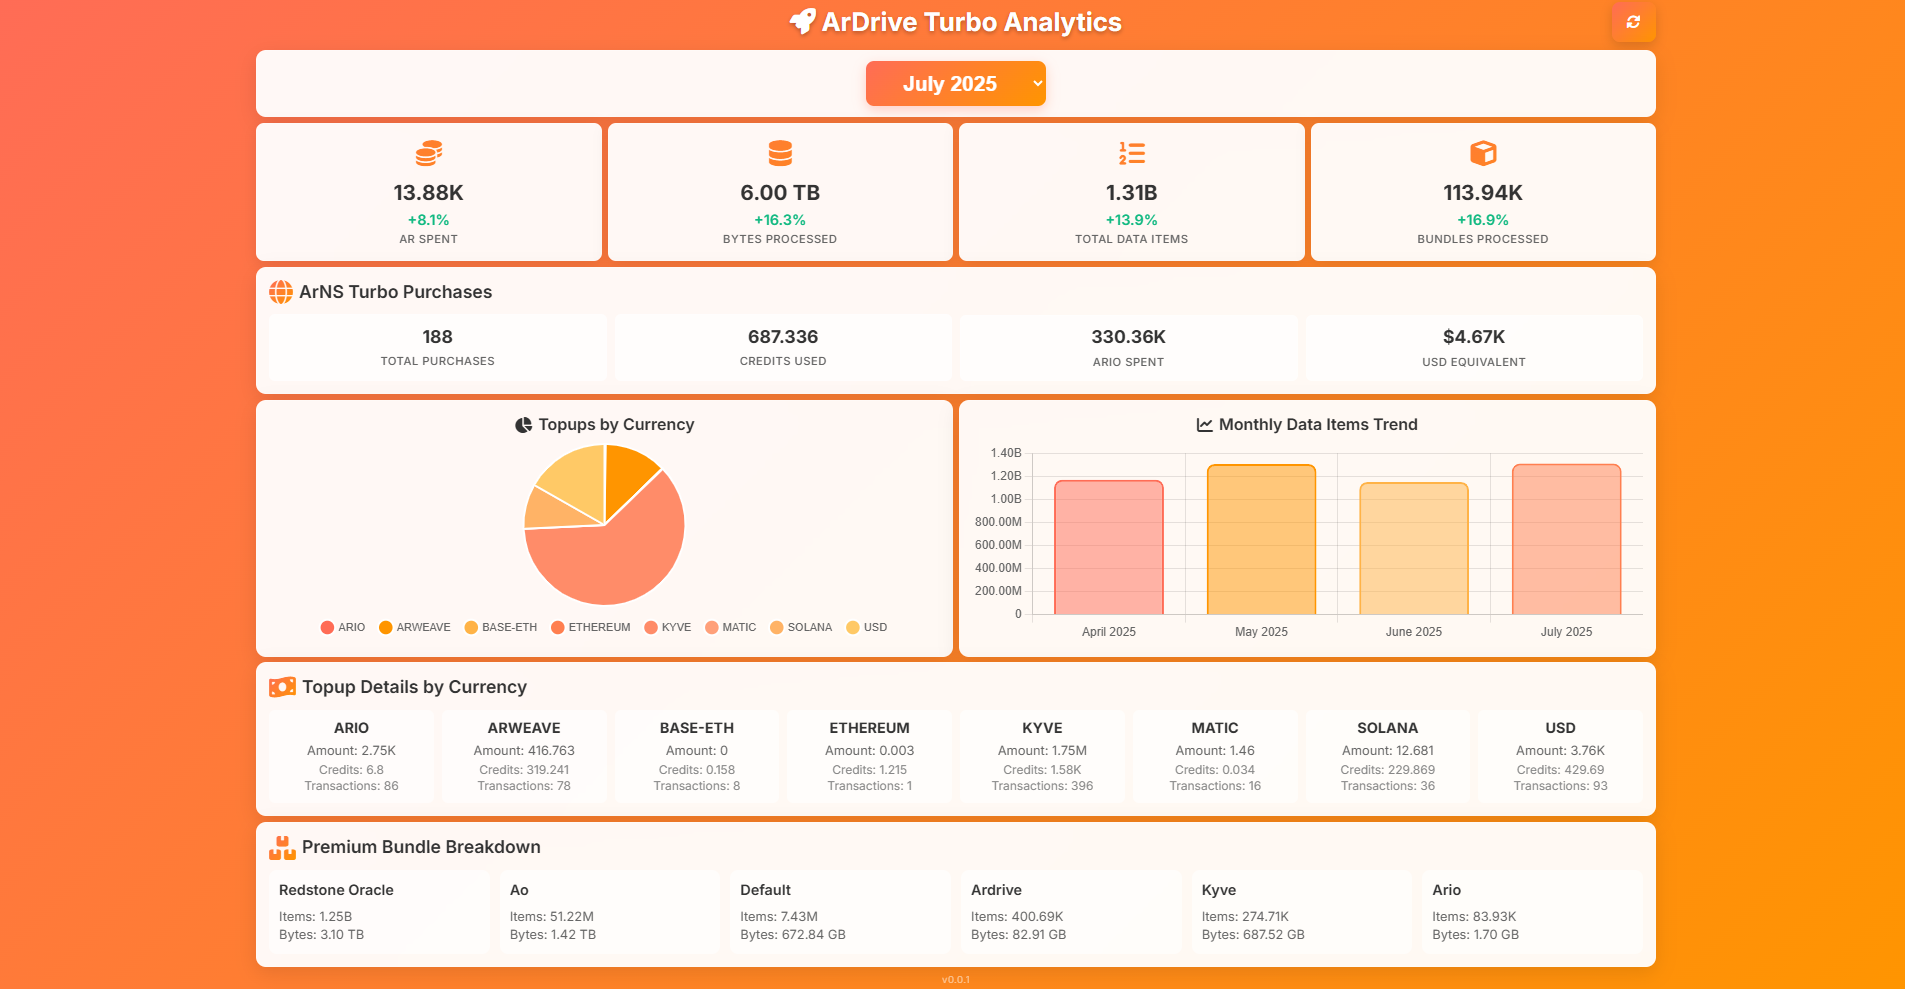 ArDrive Turbo Analytics
July 2025
13.88K
+8.1%
AR SPENT
6.00 TB
+16.3%
BYTES PROCESSED
1.31B
+13.9%
TOTAL DATA ITEMS
113.94K
+16.9%
BUNDLES PROCESSED
ArNS Turbo Purchases
188
TOTAL PURCHASES
687.336
CREDITS USED
330.36K
ARIO SPENT
$4.67K
USD EQUIVALENT
Topups by Currency
ARIO ARWEAVE BASE-ETH ETHEREUM KYVE MATIC SOLANA USD
Monthly Data Items Trend
1.40B
1.20B
1.00B
800.00M
600.00M
400.00M
200.00M
0
April 2025 May 2025 June 2025 July 2025
Topup Details by Currency
ARIO
Amount: 2.75K
Credits: 6.8
Transactions: 86
ARWEAVE
Amount: 416.763
Credits: 319.241
Transactions: 78
BASE-ETH
Amount: 0
Credits: 0.158
Transactions: 8
ETHEREUM
Amount: 0.003
Credits: 1.215
Transactions: 1
KYVE
Amount: 1.75M
Credits: 1.58K
Transactions: 396
MATIC
Amount: 1.46
Credits: 0.034
Transactions: 16
SOLANA
Amount: 12.681
Credits: 229.869
Transactions: 36
USD
Amount: 3.76K
Credits: 429.69
Transactions: 93
Premium Bundle Breakdown
Redstone Oracle
Items: 1.25B
Bytes: 3.10 TB
Ao
Items: 51.22M
Bytes: 1.42 TB
Default
Items: 7.43M
Bytes: 672.84 GB
Ardrive
Items: 400.69K
Bytes: 82.91 GB
Kyve
Items: 274.71K
Bytes: 687.52 GB
Ario
Items: 83.93K
Bytes: 1.70 GB
v0.0.1